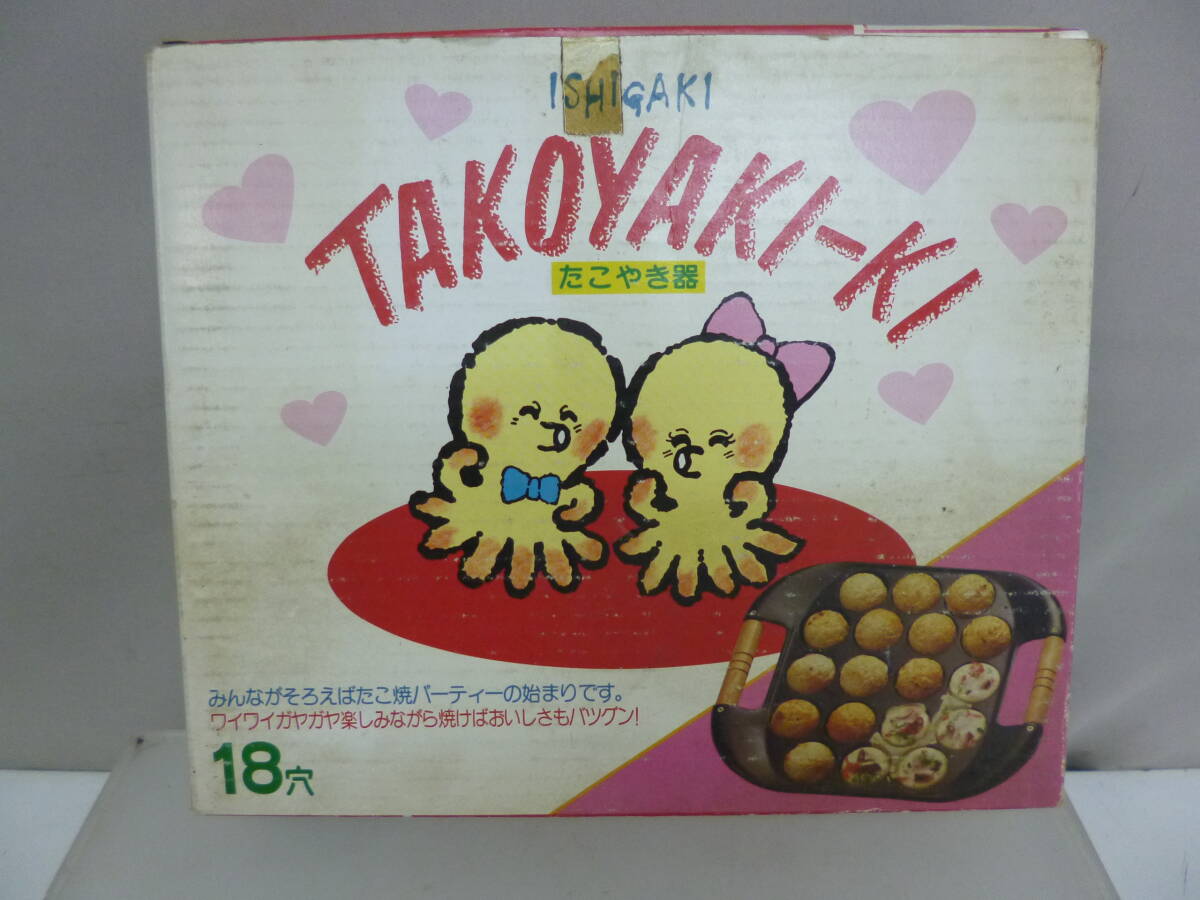 ISHIGAKI
TAKOYAKI-KI
たこやき器
みんながそろえばたこ焼パーティーの始まりです。
ワイワイガヤガヤ楽しみながら焼けばおいしさもバツグン!
18穴